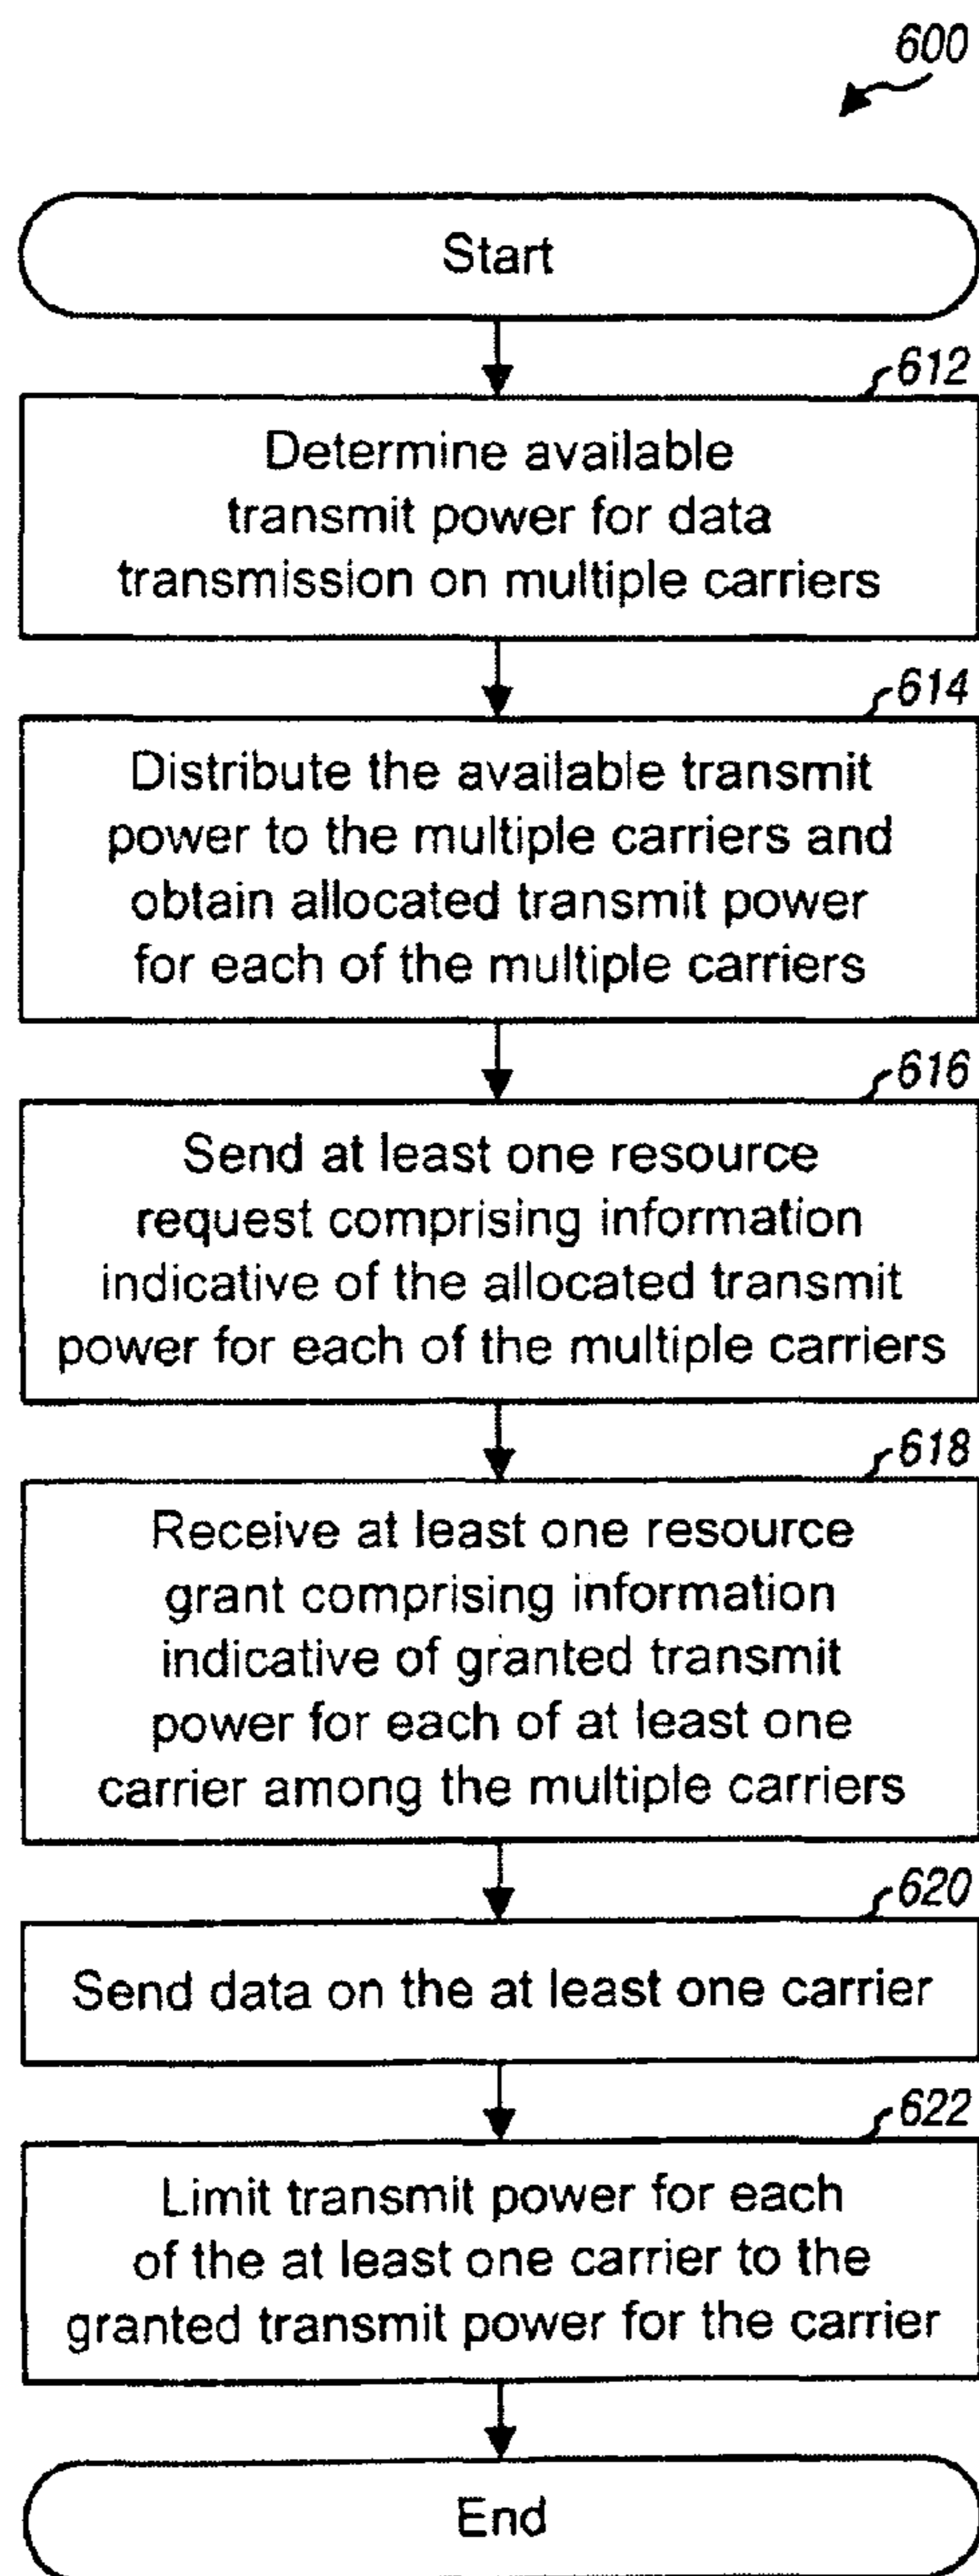 600
Start
612
Determine available
transmit power for data
transmission on multiple carriers
614
Distribute the available transmit
power to the multiple carriers and
obtain allocated transmit power
for each of the multiple carriers
616
Send at least one resource
request comprising information
indicative of the allocated transmit
power for each of the multiple carriers
618
Receive at least one resource
grant comprising information
indicative of granted transmit
power for each of at least one
carrier among the multiple carriers
620
Send data on the at least one carrier
622
Limit transmit power for each
of the at least one carrier to the
granted transmit power for the carrier
End